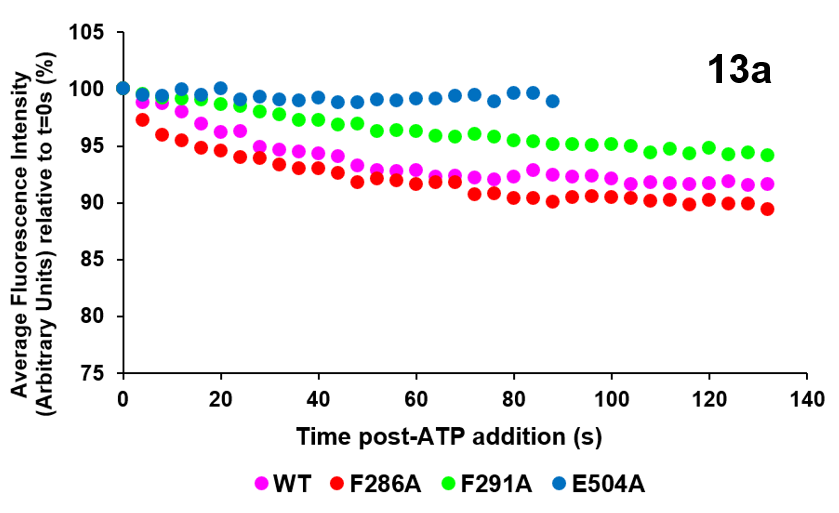 13a
Average Fluorescence Intensity
(Arbitrary Units) relative to t=0s (%)
105
100
95
90
85
80
75
0 20 40 60 80 100 120 140
Time post-ATP addition (s)
WT F286A F291A E504A